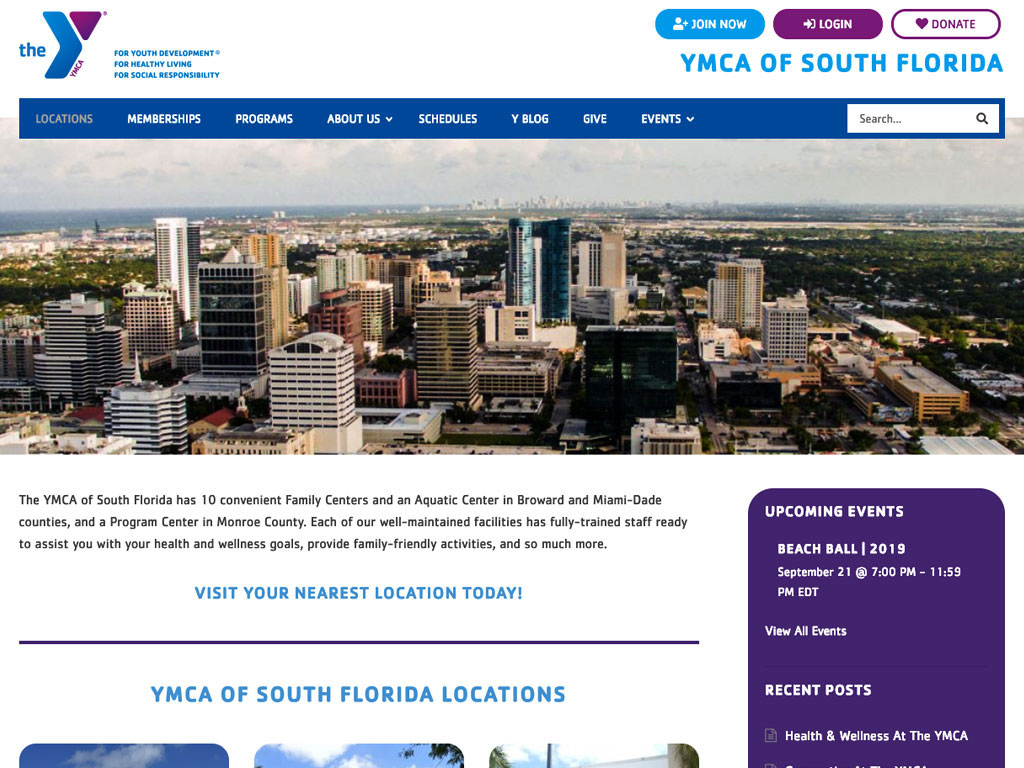 the
YMCA
FOR YOUTH DEVELOPMENT®
FOR HEALTHY LIVING
FOR SOCIAL RESPONSIBILITY
JOIN NOW
LOGIN
DONATE
YMCA OF SOUTH FLORIDA
LOCATIONS
MEMBERSHIPS
PROGRAMS
ABOUT US
SCHEDULES
Y BLOG
GIVE
EVENTS
Search...
The YMCA of South Florida has 10 convenient Family Centers and an Aquatic Center in Broward and Miami-Dade
counties, and a Program Center in Monroe County. Each of our well-maintained facilities has fully-trained staff ready
to assist you with your health and wellness goals, provide family-friendly activities, and so much more.
VISIT YOUR NEAREST LOCATION TODAY!
YMCA OF SOUTH FLORIDA LOCATIONS
UPCOMING EVENTS
BEACH BALL | 2019
September 21 @ 7:00 PM - 11:59
PM EDT
View All Events
RECENT POSTS
Health & Wellness At The YMCA